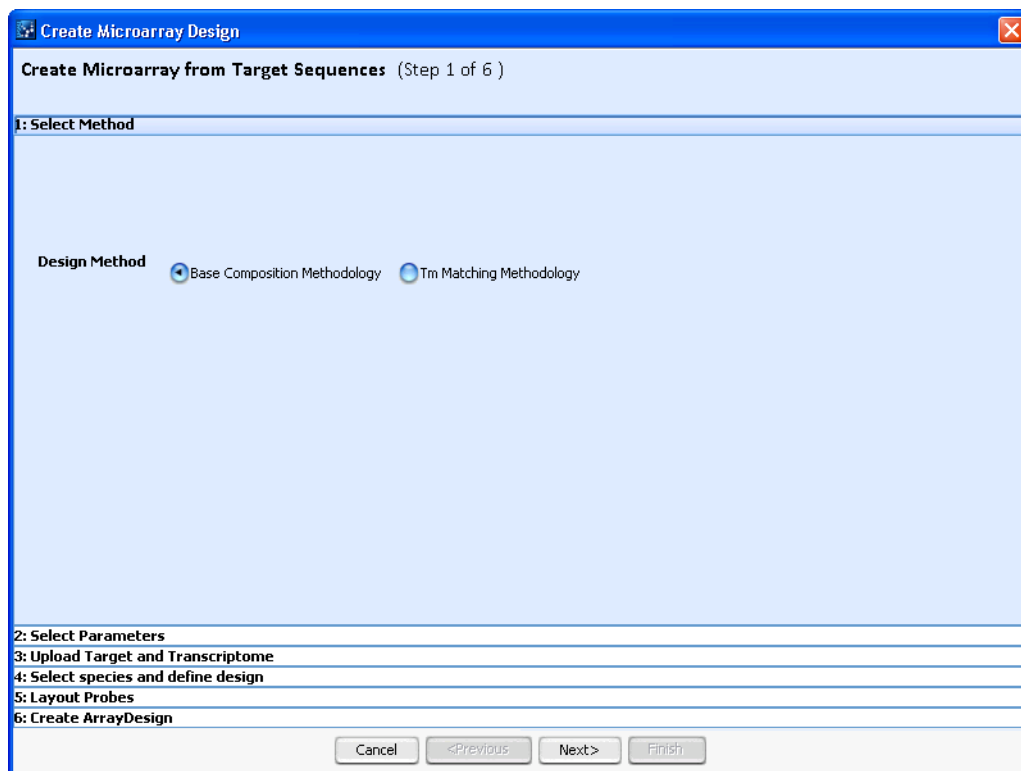 Create Microarray Design
Create Microarray from Target Sequences (Step 1 of 6 )
1: Select Method
Design Method
Base Composition Methodology Tm Matching Methodology
2: Select Parameters
3: Upload Target and Transcriptome
4: Select species and define design
5: Layout Probes
6: Create ArrayDesign
Cancel <Previous Next> Finish